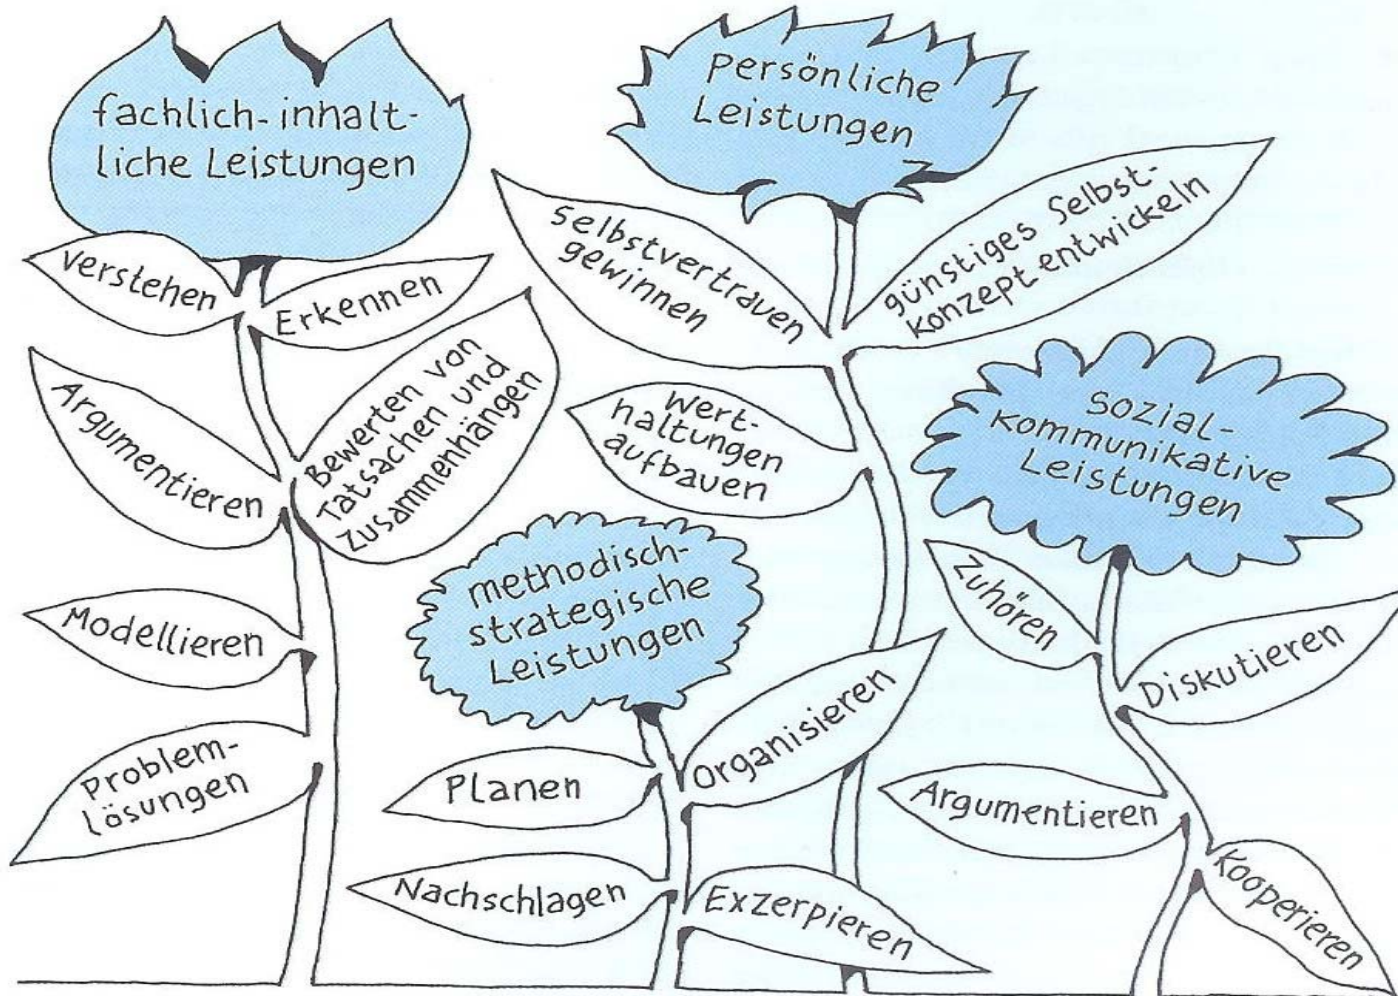 fachlich-inhalt-
liche Leistungen
Verstehen
Erkennen
Argumentieren
Bewerten von
Tatsachen und
Zusammenhängen
Modellieren
Problem-
lösungen
methodisch-
strategische
Leistungen
Planen
Organisieren
Nachschlagen
Exzerpieren
persönliche
Leistungen
Selbstvertrauen
gewinnen
günstiges Selbst-
konzept entwickeln
Wert-
haltungen
aufbauen
sozial-
kommunikative
Leistungen
Zuhören
Diskutieren
Argumentieren
Kooperieren